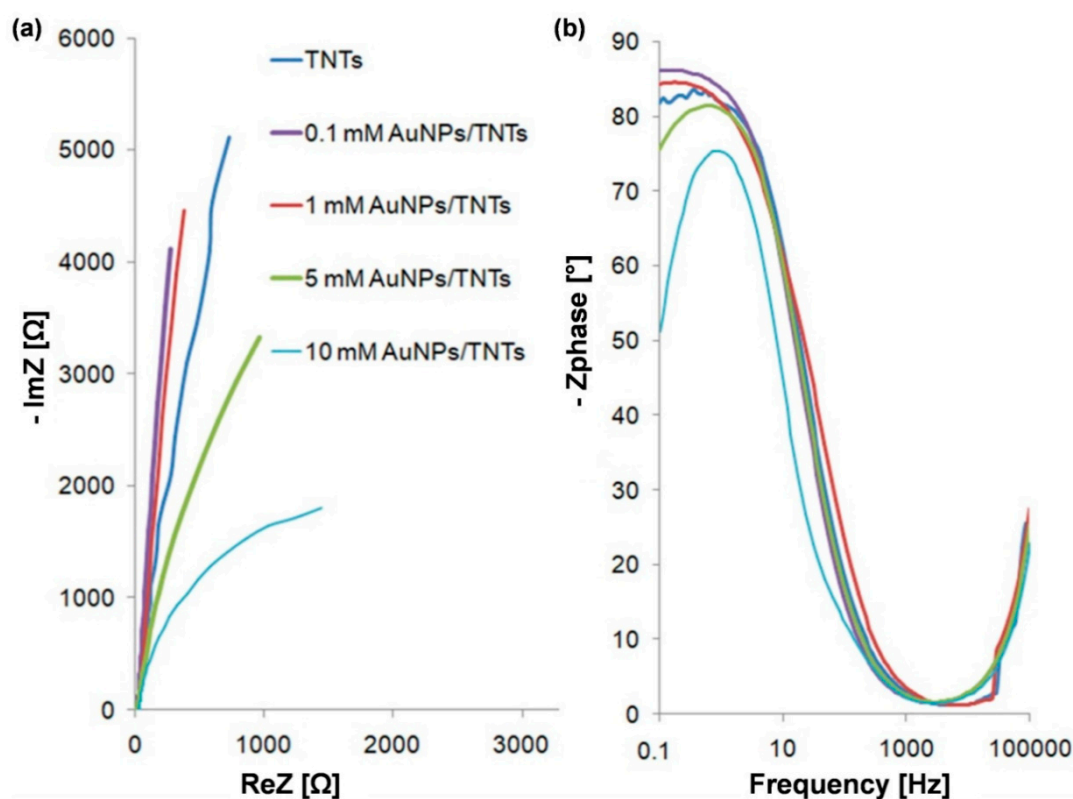 (a)
6000
5000
4000
3000
2000
1000
0
- ImZ [Ω]
0 1000 2000 3000
ReZ [Ω]
TNTs
0.1 mM AuNPs/TNTs
1 mM AuNPs/TNTs
5 mM AuNPs/TNTs
10 mM AuNPs/TNTs
(b)
90
80
70
60
50
40
30
20
10
0
- Zphase [°]
0.1 10 1000 100000
Frequency [Hz]